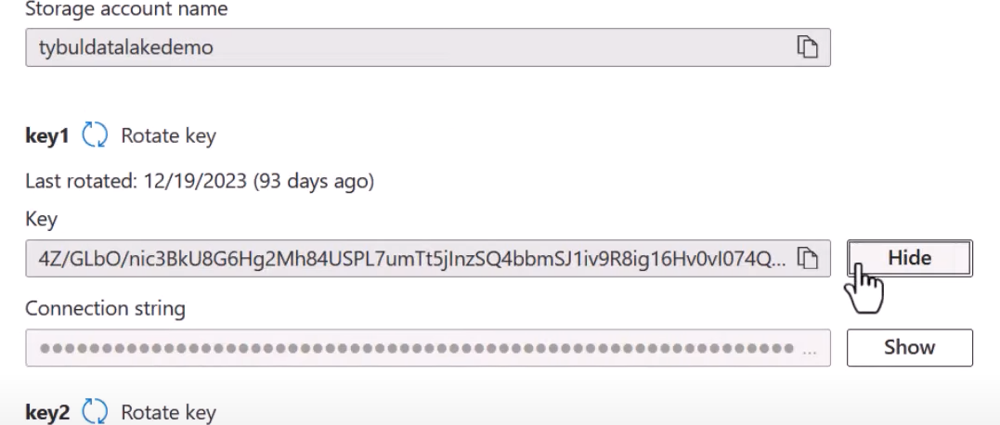 Storage account name
tybuldatalakedemo
key1 Rotate key
Last rotated: 12/19/2023 (93 days ago)
Key
4Z/GLbO/nic3BkU8G6Hg2Mh84USPL7umTt5jInzSQ4bbmSJ1iv9R8ig16Hv0vI074Q...
Hide
Connection string
●●●●●●●●●●●●●●●●●●●●●●●●●●●●●●●●●●●●●●●●●●●●●●●●●●●●●●●●●●●●● ...
Show
key2 Rotate key